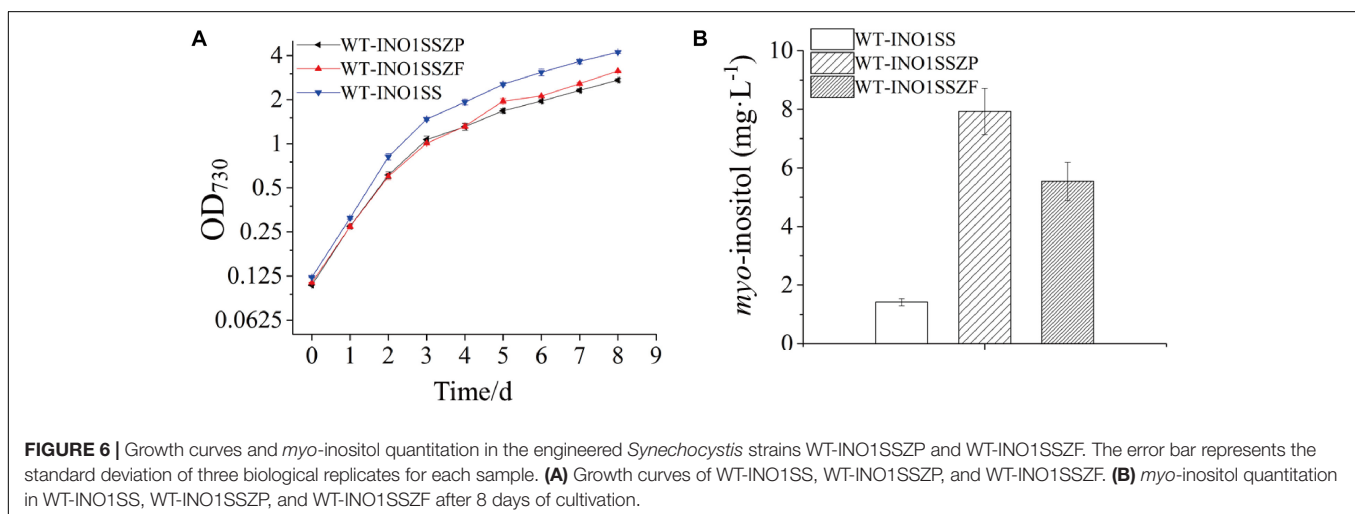 A
WT-INO1SSZP
WT-INO1SSZF
WT-INO1SS
4
2
1
0.5
0.25
0.125
0.0625
OD730
0 1 2 3 4 5 6 7 8 9
Time/d
B
WT-INO1SS
WT-INO1SSZP
WT-INO1SSZF
10
8
6
4
2
0
myo-inositol (mg·L-1)
FIGURE 6 | Growth curves and myo-inositol quantitation in the engineered Synechocystis strains WT-INO1SSZP and WT-INO1SSZF. The error bar represents the
standard deviation of three biological replicates for each sample. (A) Growth curves of WT-INO1SS, WT-INO1SSZP, and WT-INO1SSZF. (B) myo-inositol quantitation
in WT-INO1SS, WT-INO1SSZP, and WT-INO1SSZF after 8 days of cultivation.